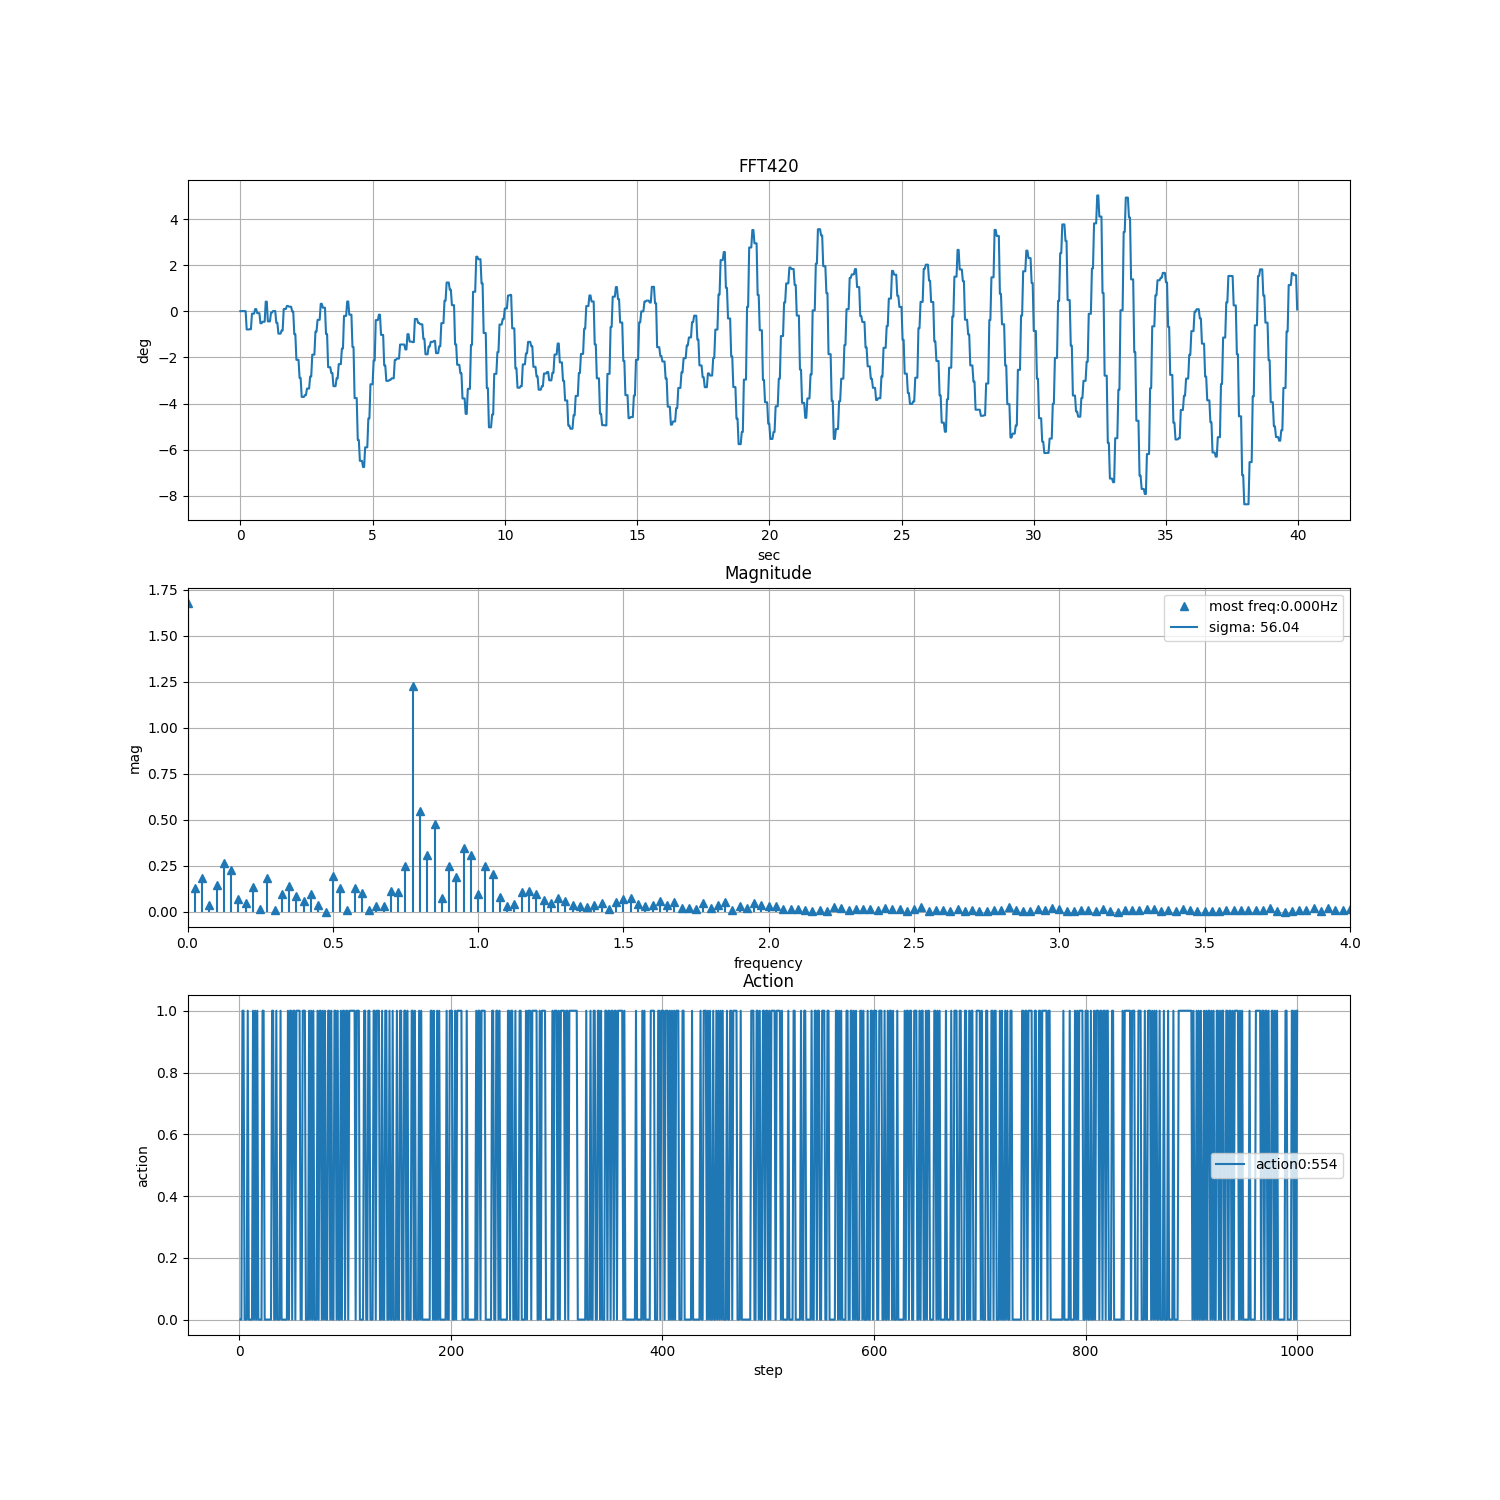 FFT420
4
2
0
−2
−4
−6
−8
deg
0 5 10 15 20 25 30 35 40
sec
Magnitude
1.75
1.50
1.25
1.00
0.75
0.50
0.25
0.00
mag
most freq:0.000Hz
sigma: 56.04
0.0 0.5 1.0 1.5 2.0 2.5 3.0 3.5 4.0
frequency
Action
1.0
0.8
0.6
0.4
0.2
0.0
action
action0:554
0 200 400 600 800 1000
step